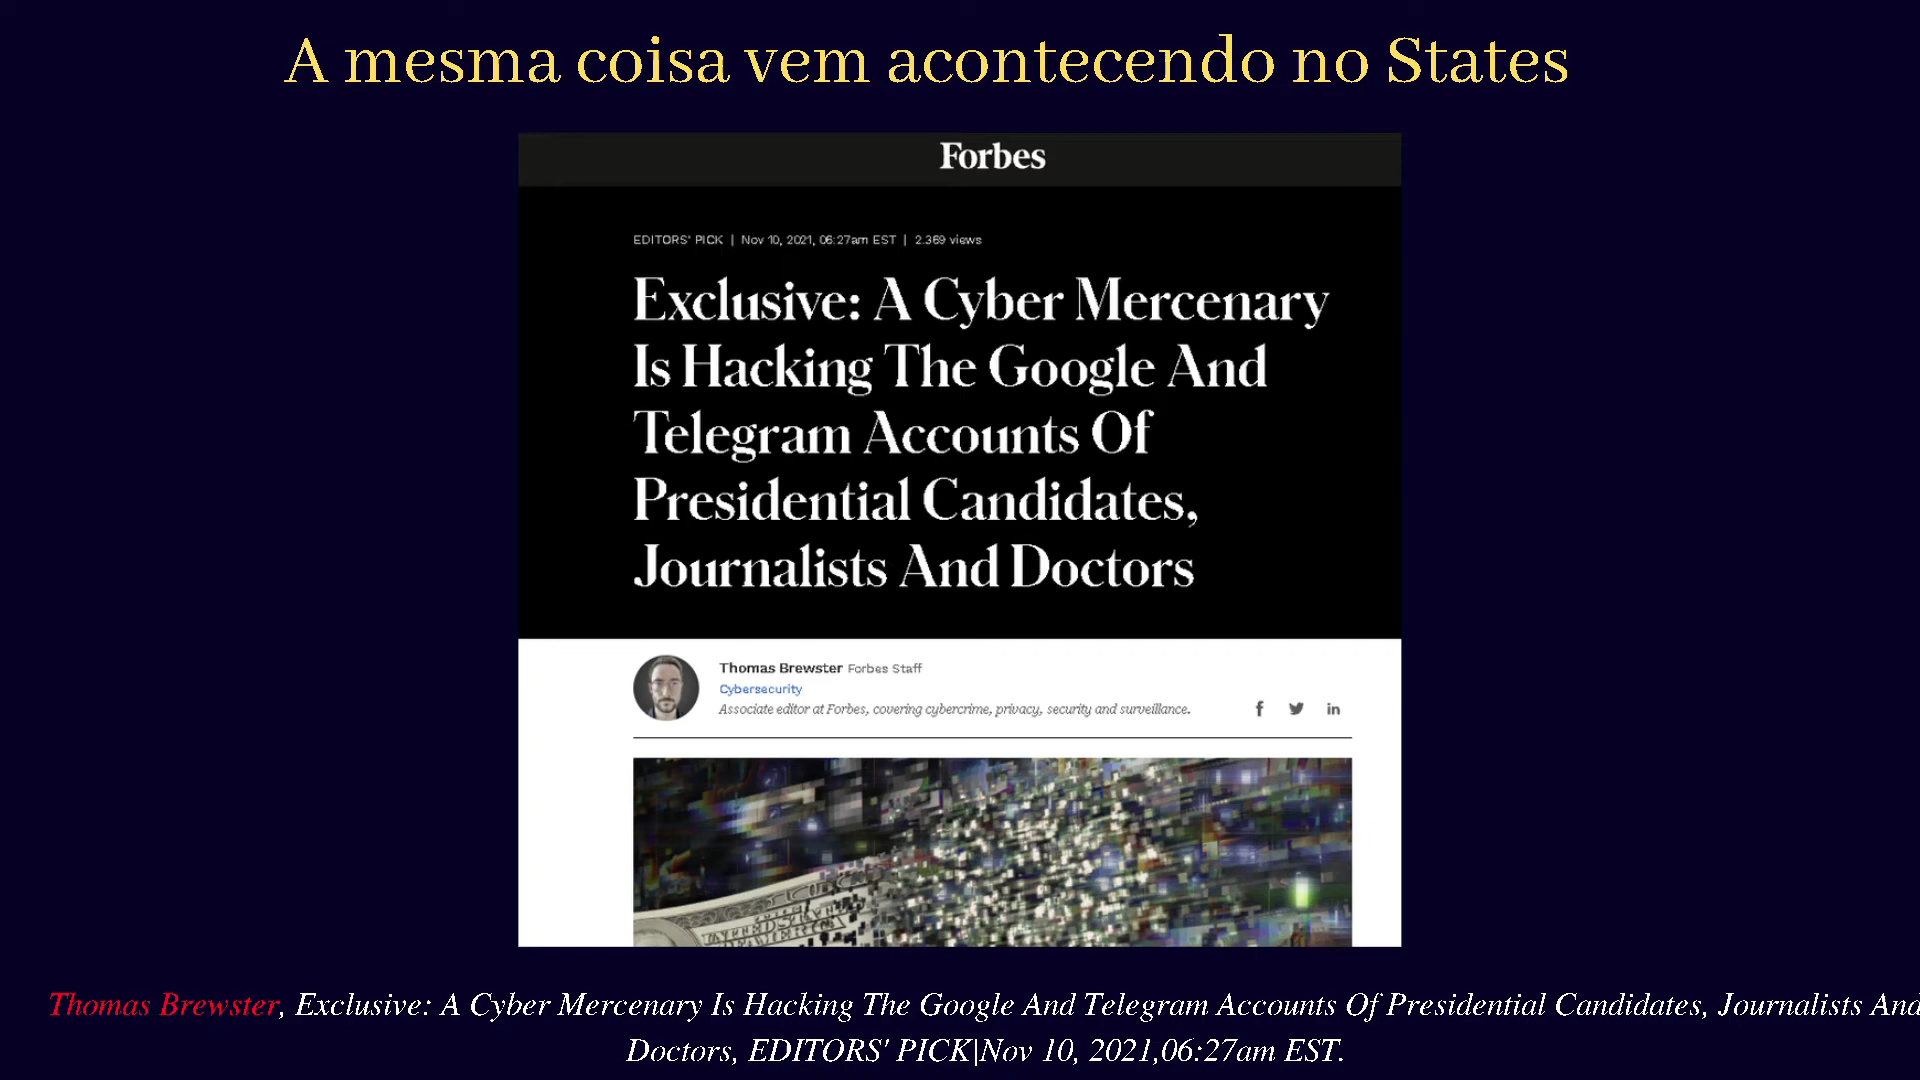 A mesma coisa vem acontecendo no States
Forbes
EDITORS' PICK | Nov 10, 2021, 06:27am EST | 2.369 views
Exclusive: A Cyber Mercenary
Is Hacking The Google And
Telegram Accounts Of
Presidential Candidates,
Journalists And Doctors
Thomas Brewster Forbes Staff
Cybersecurity
Associate editor at Forbes, covering cybercrime, privacy, security and surveillance.
Thomas Brewster, Exclusive: A Cyber Mercenary Is Hacking The Google And Telegram Accounts Of Presidential Candidates, Journalists And
Doctors, EDITORS' PICK|Nov 10, 2021,06:27am EST.